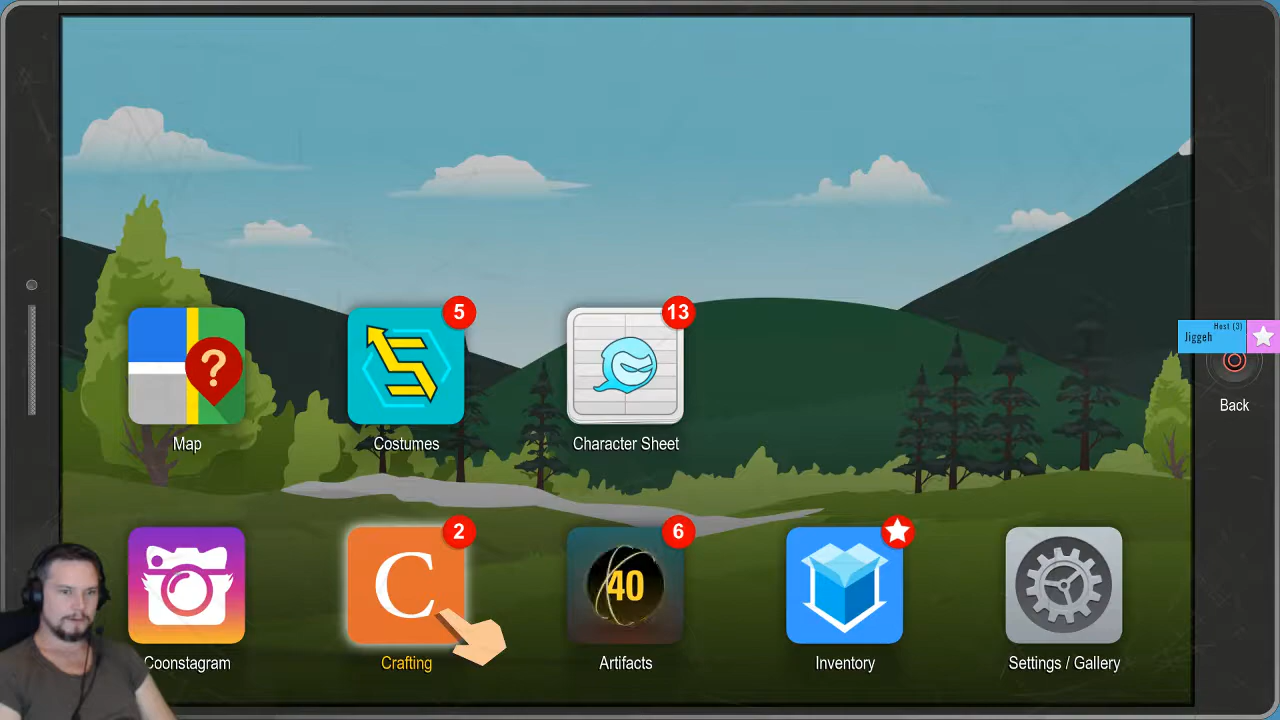 Host (3)
Jiggeh
Back
5
13
?
Map
Costumes
Character Sheet
2
6
C
40
Coonstagram
Crafting
Artifacts
Inventory
Settings / Gallery